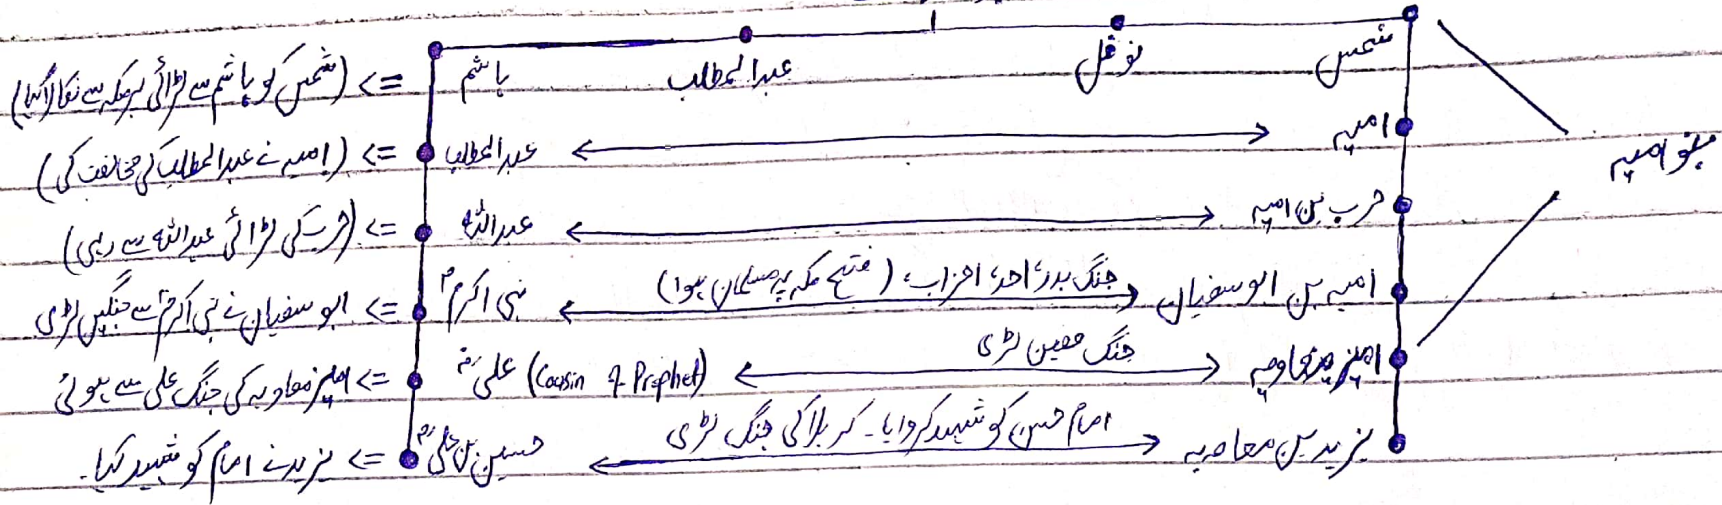 شمس نوفل عبدالمطلب ہاشم => (شمس کو ہاشم سے لڑائی پر مکہ سے نکالا گیا)
امیہ عبدالمطلب => (امیہ نے عبدالمطلب کی مخالفت کی)
بنو امیہ
حرب بن امیہ عبداللہ => (حرب کی لڑائی عبداللہ سے رہی)
امیہ بن ابو سفیان جنگ بدر، احد، احزاب، (فتح مکہ پر مسلمان ہوا) نبی اکرمؐ => ابو سفیان نے نبی اکرمؐ سے جنگیں لڑی
امیر معاویہ جنگ صفین لڑی علیؓ (Cousin of Prophet) => امیر معاویہ کی جنگ علی سے ہوئی
یزید بن معاویہ امام حسن کو شہید کروایا۔ کربلا کی جنگ لڑی حسین بن علیؓ => یزید نے امام کو شہید کیا۔